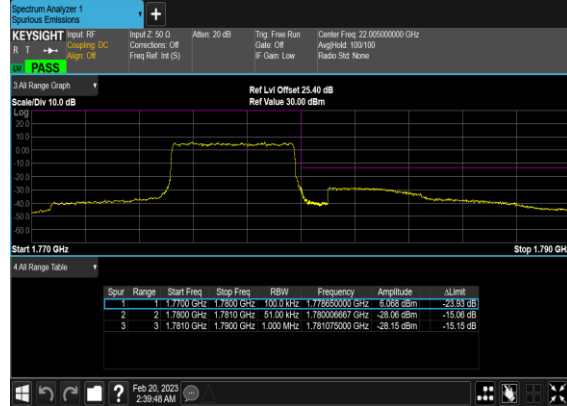 Spectrum Analyzer 1
Spurious Emissions
KEYSIGHT
R T
LXI
PASS
Input: RF
Coupling: DC
Align: Off
Input Z: 50 Ω
Corrections: Off
Freq Ref: Int (S)
Atten: 20 dB
Trig: Free Run
Gate: Off
IF Gain: Low
Center Freq: 22.005000000 GHz
Avg|Hold: 100/100
Radio Std: None
3 All Range Graph
Scale/Div 10.0 dB
Ref Lvl Offset 25.40 dB
Ref Value 30.00 dBm
Log
20.0
10.0
0.00
-10.0
-20.0
-30.0
-40.0
-50.0
-60.0
Start 1.770 GHz
Stop 1.790 GH
4 All Range Table
Spur Range Start Freq Stop Freq RBW Frequency Amplitude ΔLimit
1 1 1.7700 GHz 1.7800 GHz 100.0 kHz 1.778650000 GHz 6.068 dBm -23.93 dB
2 2 1.7800 GHz 1.7810 GHz 51.00 kHz 1.780006667 GHz -28.06 dBm -15.06 dB
3 3 1.7810 GHz 1.7900 GHz 1.000 MHz 1.781075000 GHz -28.15 dBm -15.15 dB
? Feb 20, 2023
2:39:48 AM